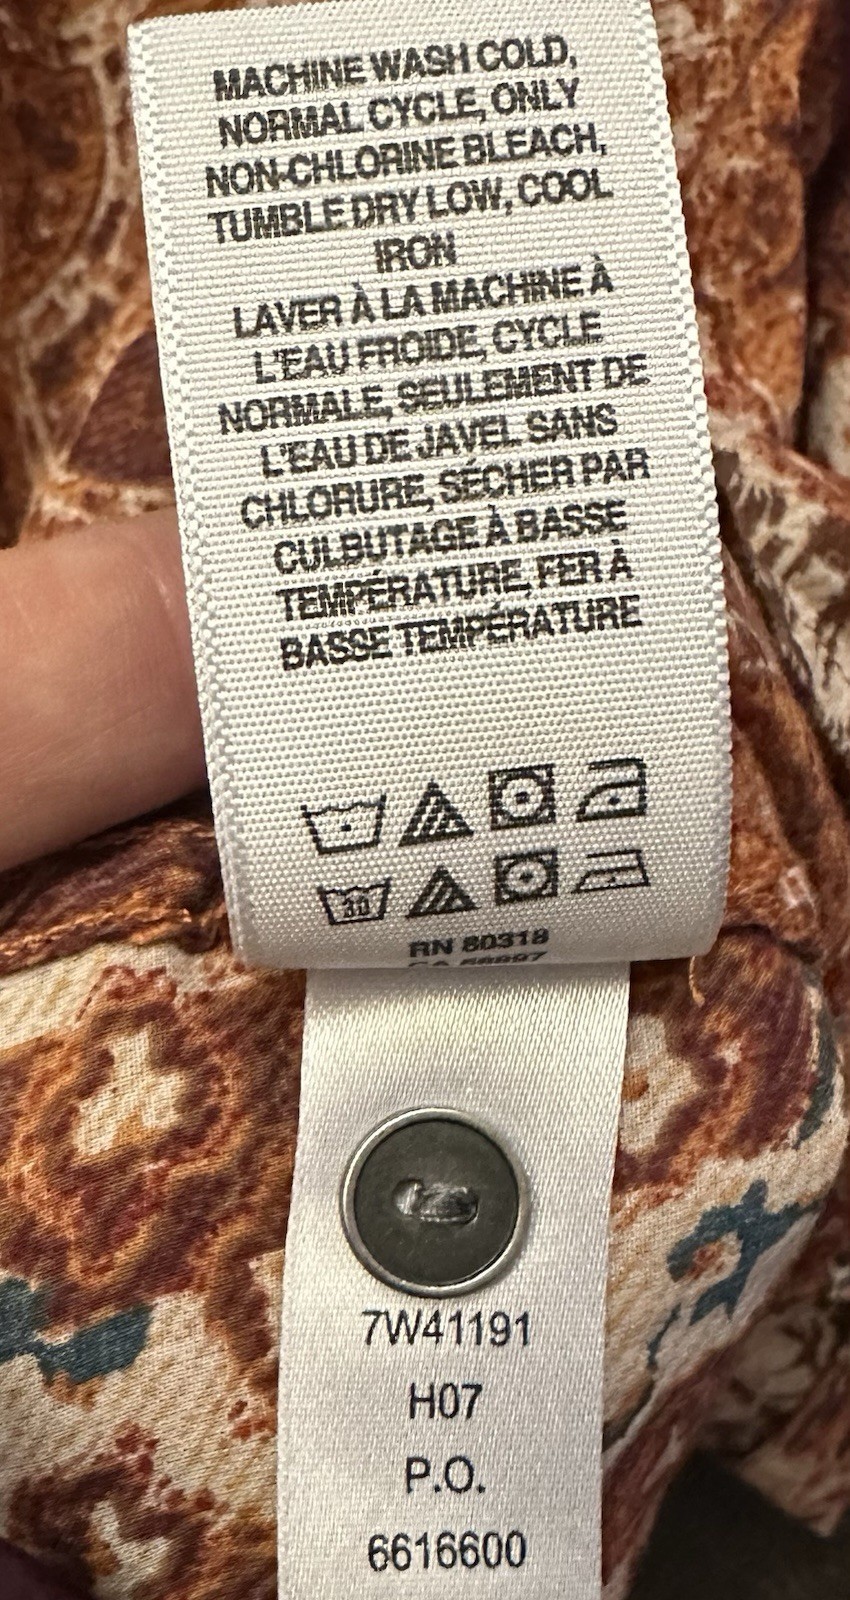 MACHINE WASH COLD,
NORMAL CYCLE, ONLY
NON-CHLORINE BLEACH,
TUMBLE DRY LOW, COOL
IRON
LAVER À LA MACHINE À
L'EAU FROIDE, CYCLE
NORMALE, SEULEMENT DE
L'EAU DE JAVEL SANS
CHLORURE, SÉCHER PAR
CULBUTAGE À BASSE
TEMPÉRATURE, FER À
BASSE TEMPÉRATURE
30
RN 80318
7W41191
H07
P.O.
6616600